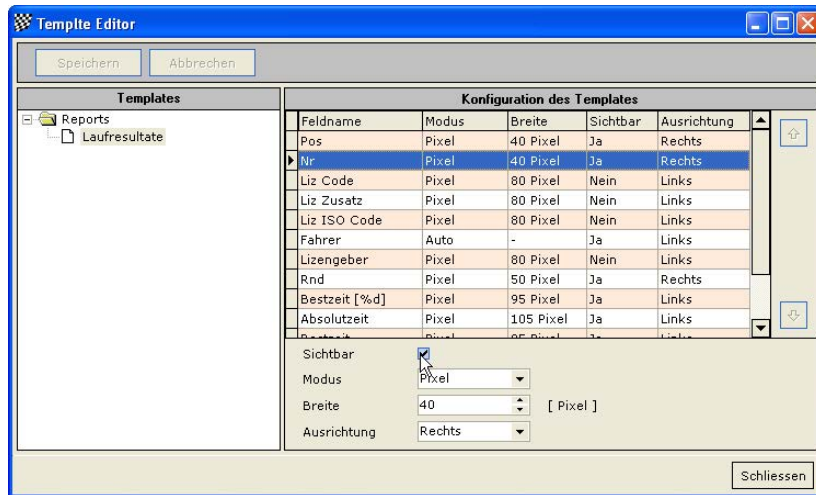 Templte Editor
Speichern Abbrechen
Templates
Reports
Laufresultate
Konfiguration des Templates
Feldname Modus Breite Sichtbar Ausrichtung
Pos Pixel 40 Pixel Ja Rechts
Nr Pixel 40 Pixel Ja Rechts
Liz Code Pixel 80 Pixel Nein Links
Liz Zusatz Pixel 80 Pixel Nein Links
Liz ISO Code Pixel 80 Pixel Nein Links
Fahrer Auto - Ja Links
Lizengeber Pixel 80 Pixel Nein Links
Rnd Pixel 50 Pixel Ja Rechts
Bestzeit [%d] Pixel 95 Pixel Ja Links
Absolutzeit Pixel 105 Pixel Ja Links
Sichtbar
Modus Pixel
Breite 40 [ Pixel ]
Ausrichtung Rechts
Schliessen